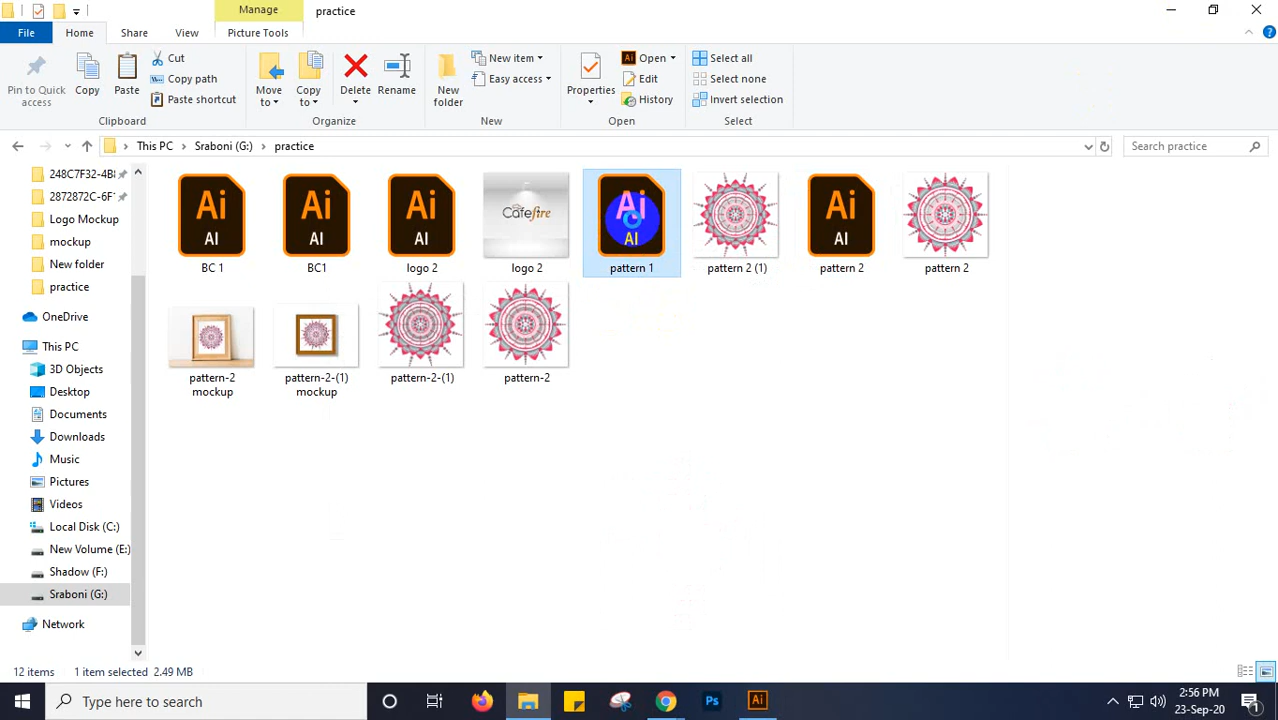 Manage
practice
File
Home
Share
View
Picture Tools
Pin to Quick access
Copy
Paste
Cut
Copy path
Paste shortcut
Clipboard
Move to
Copy to
Delete
Rename
Organize
New folder
New item
Easy access
New
Properties
Open
Edit
History
Open
Select all
Select none
Invert selection
Select
This PC
Sraboni (G:)
practice
Search practice
248C7F32-4B
2872872C-6F
Logo Mockup
mockup
New folder
practice
OneDrive
This PC
3D Objects
Desktop
Documents
Downloads
Music
Pictures
Videos
Local Disk (C:)
New Volume (E:)
Shadow (F:)
Sraboni (G:)
Network
Ai
AI
BC 1
Ai
AI
BC1
Ai
AI
logo 2
Cafefire
logo 2
Ai
AI
pattern 1
pattern 2 (1)
Ai
AI
pattern 2
pattern 2
pattern-2 mockup
pattern-2-(1) mockup
pattern-2-(1)
pattern-2
12 items
1 item selected 2.49 MB
Type here to search
Ps
Ai
2:56 PM
23-Sep-20
1